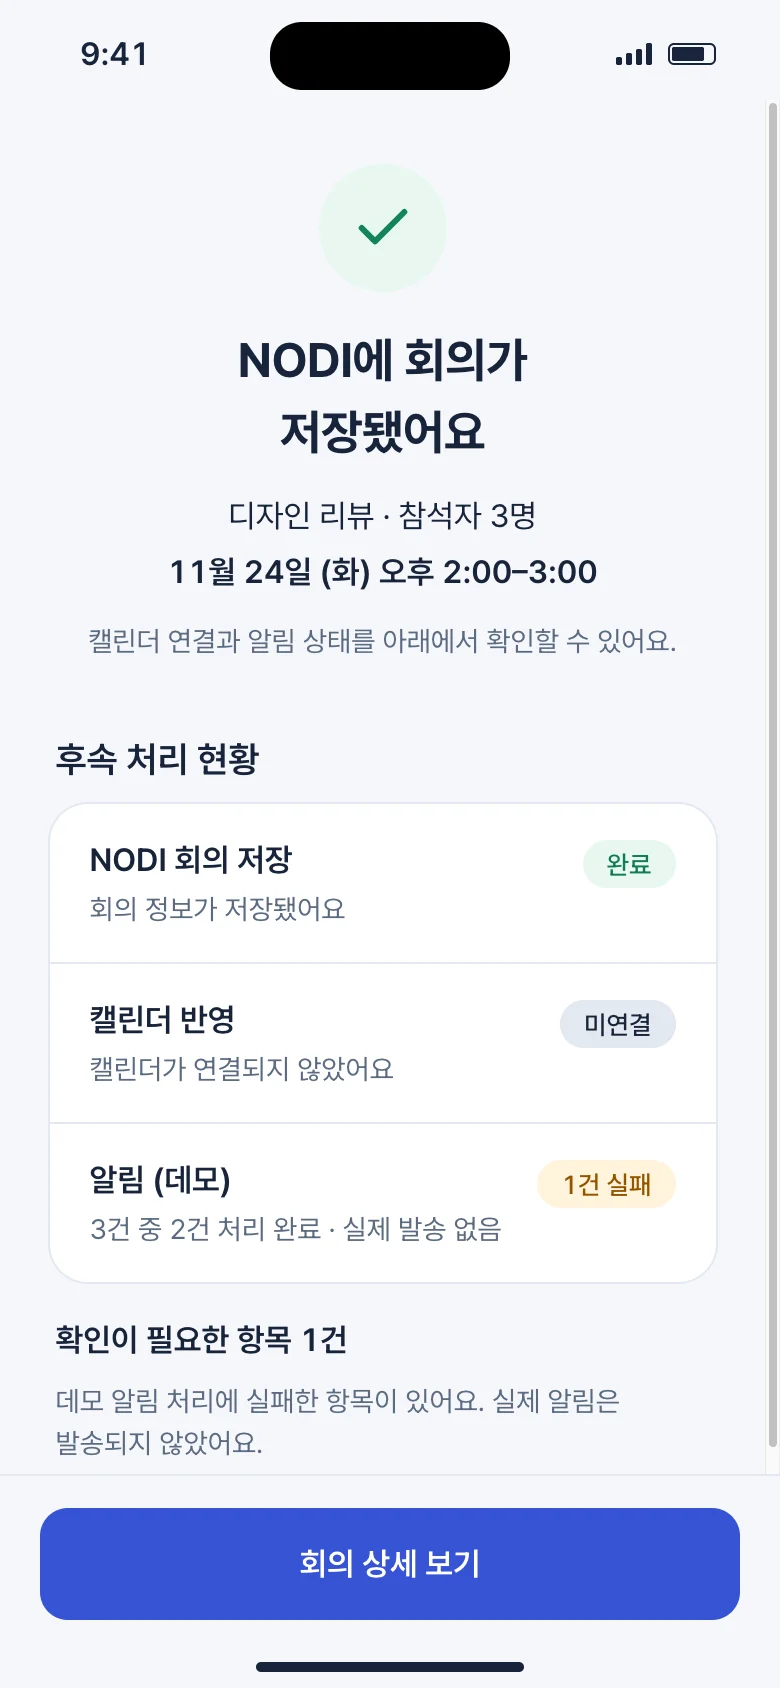 9:41
NODI에 회의가
저장됐어요
디자인 리뷰 · 참석자 3명
11월 24일 (화) 오후 2:00–3:00
캘린더 연결과 알림 상태를 아래에서 확인할 수 있어요.
후속 처리 현황
NODI 회의 저장
완료
회의 정보가 저장됐어요
캘린더 반영
미연결
캘린더가 연결되지 않았어요
알림 (데모)
1건 실패
3건 중 2건 처리 완료 · 실제 발송 없음
확인이 필요한 항목 1건
데모 알림 처리에 실패한 항목이 있어요. 실제 알림은
발송되지 않았어요.
회의 상세 보기